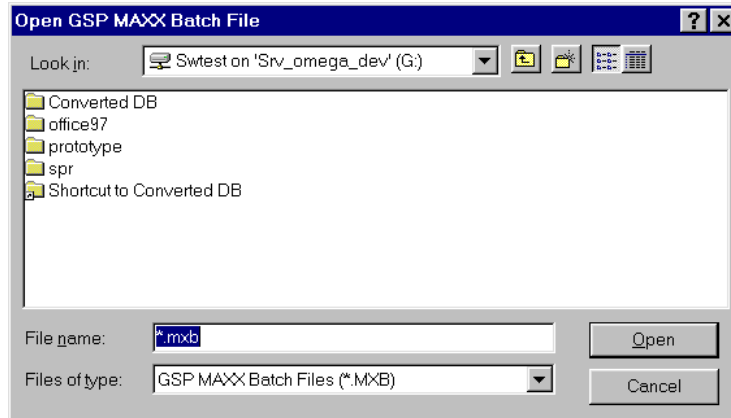 Open GSP MAXX Batch File
Look in: Swtest on 'Srv_omega_dev' (G:)
Converted DB
office97
prototype
spr
Shortcut to Converted DB
File name: *.mxb Open
Files of type: GSP MAXX Batch Files (*.MXB) Cancel